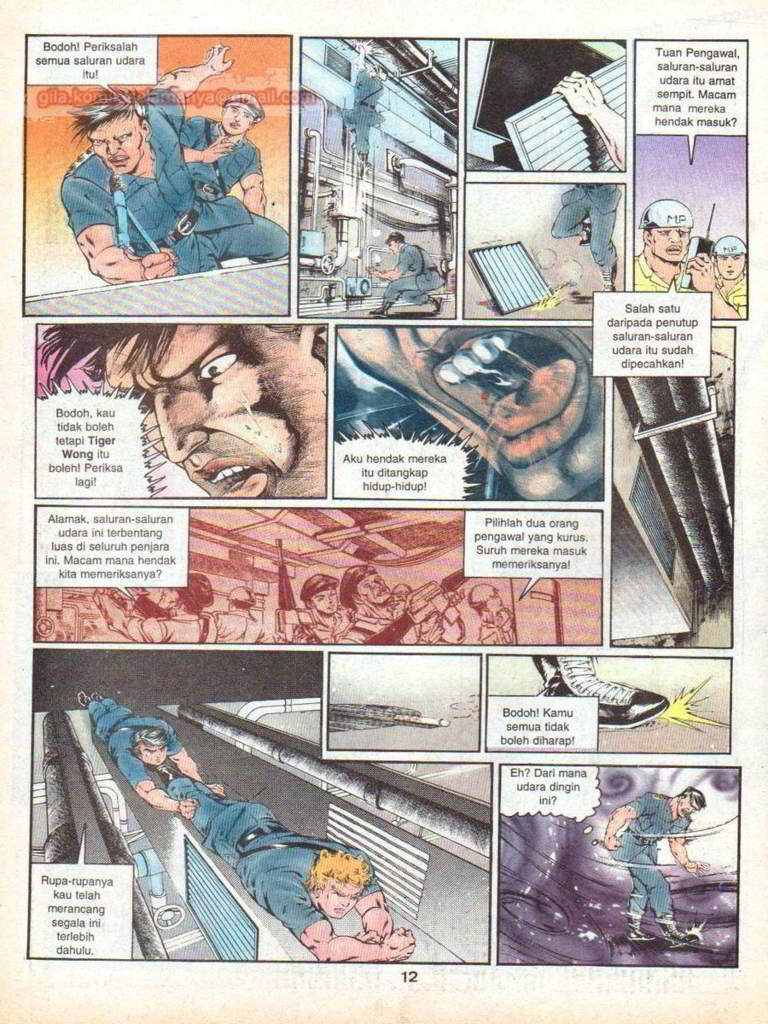 Bodoh! Periksalah
semua saluran udara
itu!
Tuan Pengawal,
saluran-saluran
udara itu amat
sempit. Macam
mana mereka
hendak masuk?
MP
MP
Salah satu
daripada penutup
saluran-saluran
udara itu sudah
dipecahkan!
Bodoh, kau
tidak boleh
tetapi Tiger
Wong itu
boleh! Periksa
lagi!
Aku hendak mereka
itu ditangkap
hidup-hidup!
Alamak, saluran-saluran
udara ini terbentang
luas di seluruh penjara
ini. Macam mana hendak
kita memeriksanya?
Pilihlah dua orang
pengawal yang kurus.
Suruh mereka masuk
memeriksanya!
Rupa-rupanya
kau telah
merancang
segala ini
terlebih
dahulu.
Bodoh! Kamu
semua tidak
boleh diharap!
Eh? Dari mana
udara dingin
ini?
12